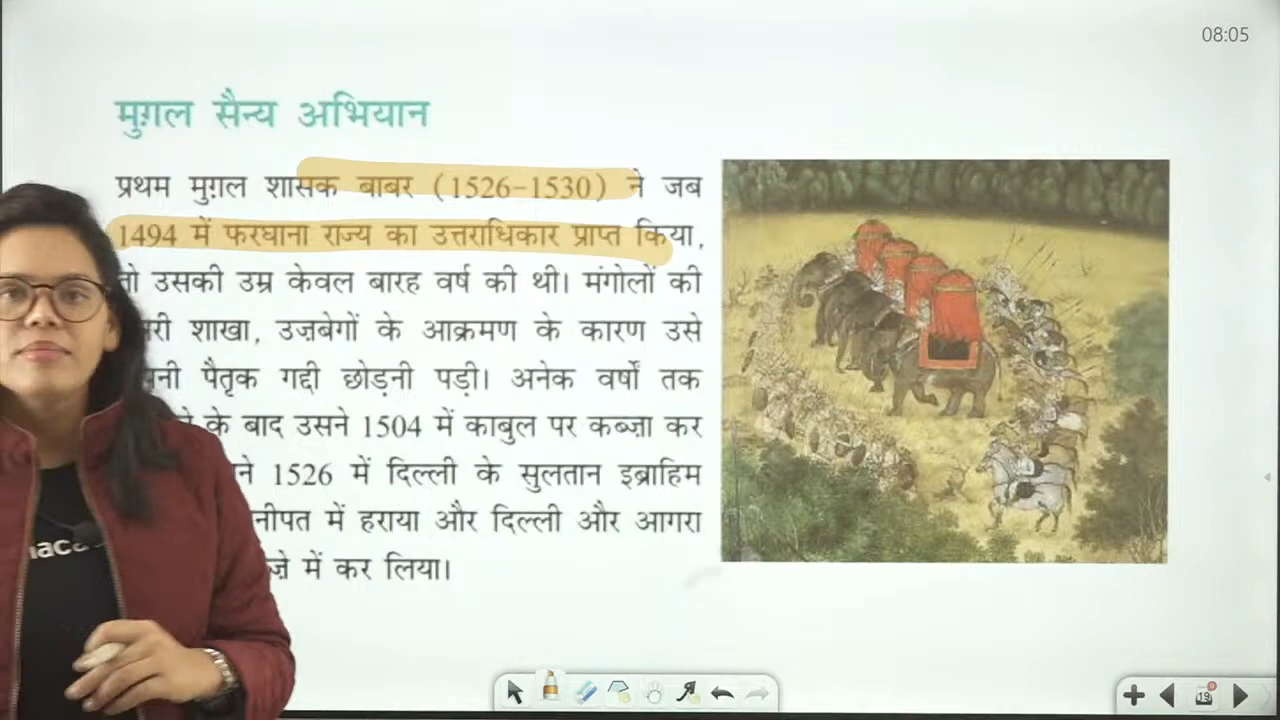 08:05
मुग़ल सैन्य अभियान
प्रथम मुग़ल शासक बाबर (1526-1530) ने जब
1494 में फरघाना राज्य का उत्तराधिकार प्राप्त किया,
तो उसकी उम्र केवल बारह वर्ष की थी। मंगोलों की
शाखा, उज़बेगों के आक्रमण के कारण उसे
पैतृक गद्दी छोड़नी पड़ी। अनेक वर्षों तक
के बाद उसने 1504 में काबुल पर कब्ज़ा कर
1526 में दिल्ली के सुलतान इब्राहिम
में हराया और दिल्ली और आगरा
में कर लिया।
19